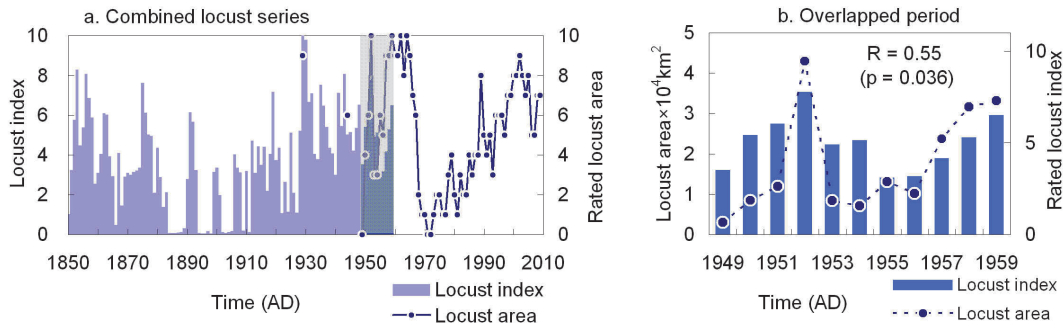 a. Combined locust series
10
8
6
4
2
0
Locust index
10
8
6
4
2
0
Rated locust area
1850 1870 1890 1910 1930 1950 1970 1990 2010
Time (AD)
Locust index
Locust area
b. Overlapped period
5
4
3
2
1
0
Locust area×10⁴km²
R = 0.55
(p = 0.036)
10
5
0
Rated locust index
1949 1951 1953 1955 1957 1959
Time (AD)
Locust index
Locust area